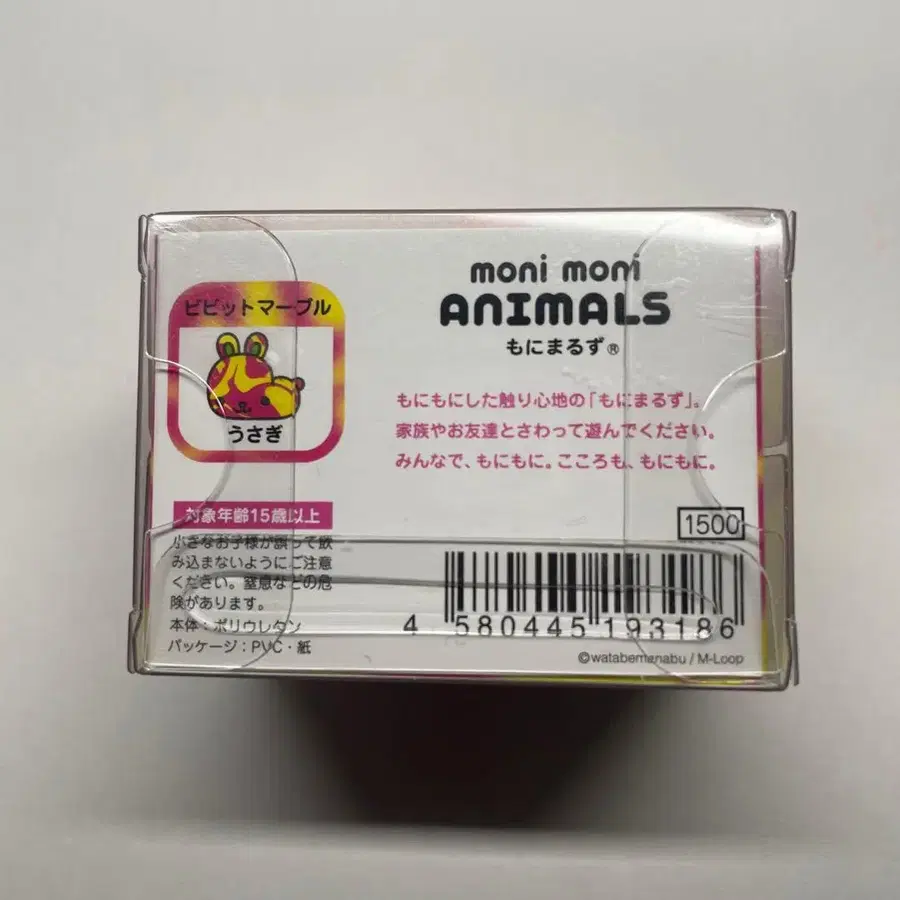 moni moni
ANIMALS
もにまるず®
ビビットマーブル
うさぎ
もにもにした触り心地の「もにまるず」。
家族やお友達とさわって遊んでください。
みんなで、もにもに。こころも、もにもに。
対象年齢15歳以上
小さなお子様が誤って飲
み込まないようにご注意
ください。窒息などの危
険があります。
本体：ポリウレタン
パッケージ：PVC・紙
1500
4 580445 193186
©watabemanabu / M-Loop